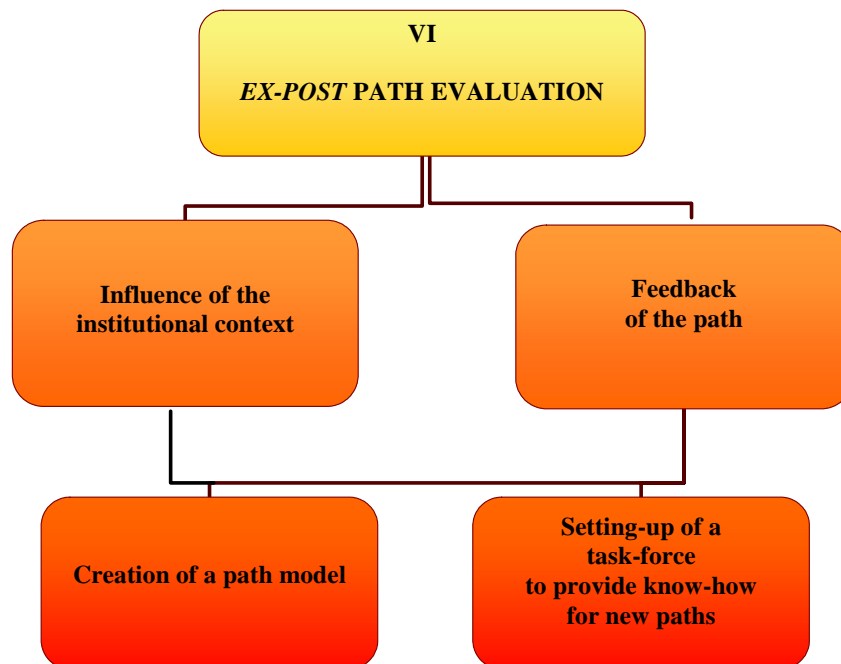 VI
EX-POST PATH EVALUATION
Influence of the
institutional context
Feedback
of the path
Creation of a path model
Setting-up of a
task-force
to provide know-how
for new paths